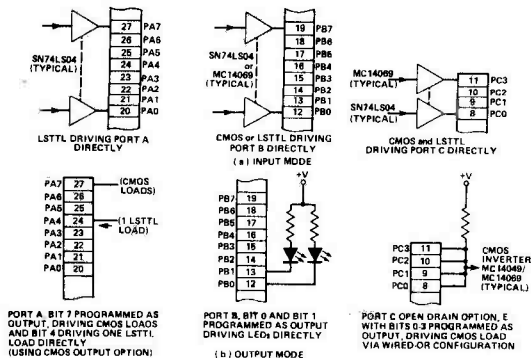 27 PA7
26 PA6
25 PA5
24 PA4
23 PA3
22 PA2
21 PA1
20 PA0
SN74LS04
(TYPICAL)
LSTTL DRIVING PORT A
DIRECTLY
19 PB7
18 PB6
17 PB5
16 PB4
15 PB3
14 PB2
13 PB1
12 PB0
SN74LS04
or
MC14069
(TYPICAL)
CMOS or LSTTL DRIVING
PORT B DIRECTLY
(a) INPUT MODE
MC14069
(TYPICAL)
SN74LS04
(TYPICAL)
11 PC3
10 PC2
9 PC1
8 PC0
CMOS and LSTTL
DRIVING PORT C DIRECTLY
PA7 27
PA6 26
PA5 25
PA4 24
PA3 23
PA2 22
PA1 21
PA0 20
(CMOS
LOADS)
(1 LSTTL
LOAD)
PORT A, BIT 7 PROGRAMMED AS
OUTPUT, DRIVING CMOS LOADS
AND BIT 4 DRIVING ONE LSTTL
LOAD DIRECTLY
(USING CMOS OUTPUT OPTION)
+V
PB7 19
PB6 18
PB5 17
PB4 16
PB3 15
PB2 14
PB1 13
PB0 12
PORT B, BIT 0 AND BIT 1
PROGRAMMED AS OUTPUT
DRIVING LEDs DIRECTLY
(b) OUTPUT MODE
+V
PC3 11
PC2 10
PC1 9
PC0 8
CMOS
INVERTER
MC14049/
MC14069
(TYPICAL)
PORT C OPEN DRAIN OPTION, E
WITH BITS 0-3 PROGRAMMED AS
OUTPUT, DRIVING CMOS LOAD
VIA WIRED-OR CONFIGURATION